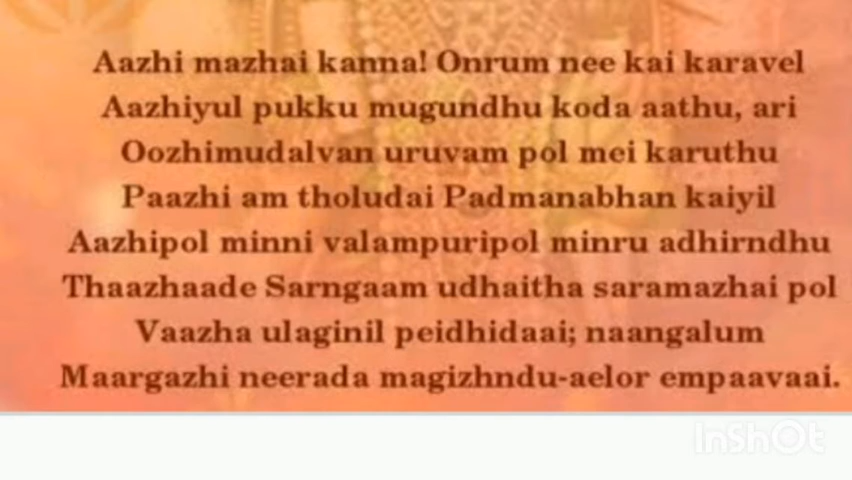 Aazhi mazhai kanna! Onrum nee kai karavel
Aazhiyul pukku mugundhu koda aathu, ari
Oozhimudalvan uruvam pol mei karuthu
Paazhi am tholudai Padmanabhan kaiyil
Aazhipol minni valampuripol minru adhirndhu
Thaazhaade Sarngaam udhaitha saramazhai pol
Vaazha ulaginil peidhidaai; naangalum
Maargazhi neerada magizhndu-aelor empaavaai.
InShOt